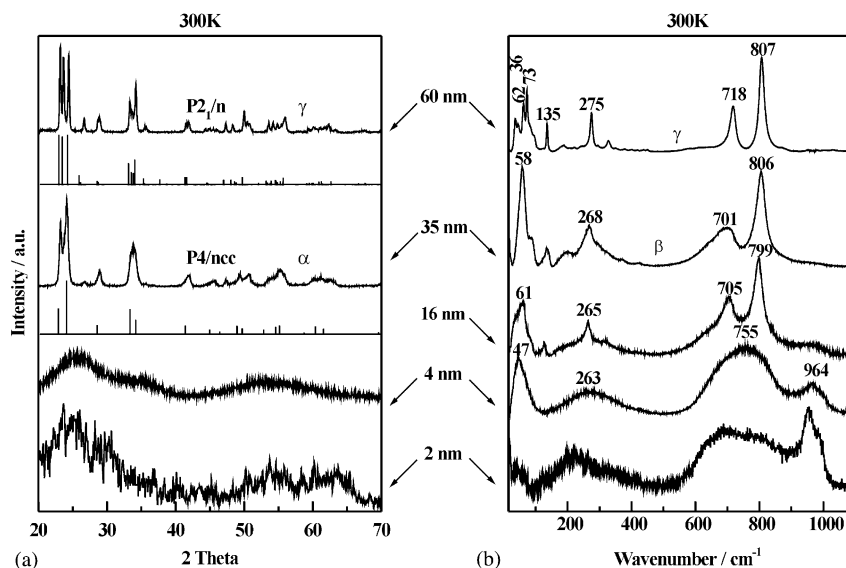 300K
300K
Intensity / a.u.
P2₁/n
γ
P4/ncc
α
20
30
40
50
60
70
2 Theta
(a)
60 nm
35 nm
16 nm
4 nm
2 nm
36
62
73
135
275
718
807
γ
58
268
701
806
β
61
265
705
799
47
263
755
964
200
400
600
800
1000
Wavenumber / cm⁻¹
(b)